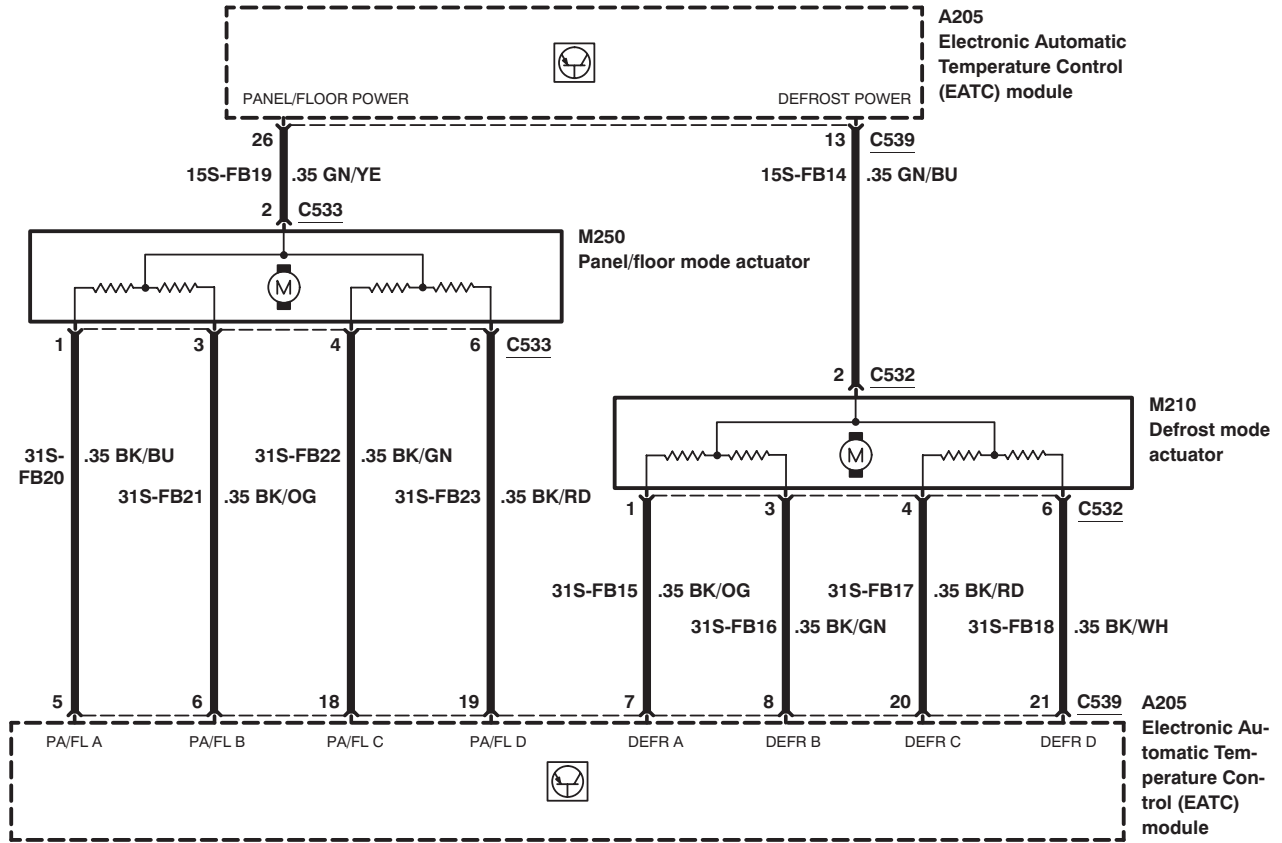 A205
Electronic Automatic
Temperature Control
(EATC) module
PANEL/FLOOR POWER
DEFROST POWER
26
13
C539
15S-FB19
.35 GN/YE
15S-FB14
.35 GN/BU
2
C533
M250
Panel/floor mode actuator
M
1
3
4
6
C533
2
C532
M210
Defrost mode
actuator
M
31S-
FB20
.35 BK/BU
31S-FB22
.35 BK/GN
31S-FB21
.35 BK/OG
31S-FB23
.35 BK/RD
1
3
4
6
C532
31S-FB15
.35 BK/OG
31S-FB17
.35 BK/RD
31S-FB16
.35 BK/GN
31S-FB18
.35 BK/WH
5
6
18
19
7
8
20
21
C539
A205
Electronic Au-
tomatic Tem-
perature Con-
trol (EATC)
module
PA/FL A
PA/FL B
PA/FL C
PA/FL D
DEFR A
DEFR B
DEFR C
DEFR D